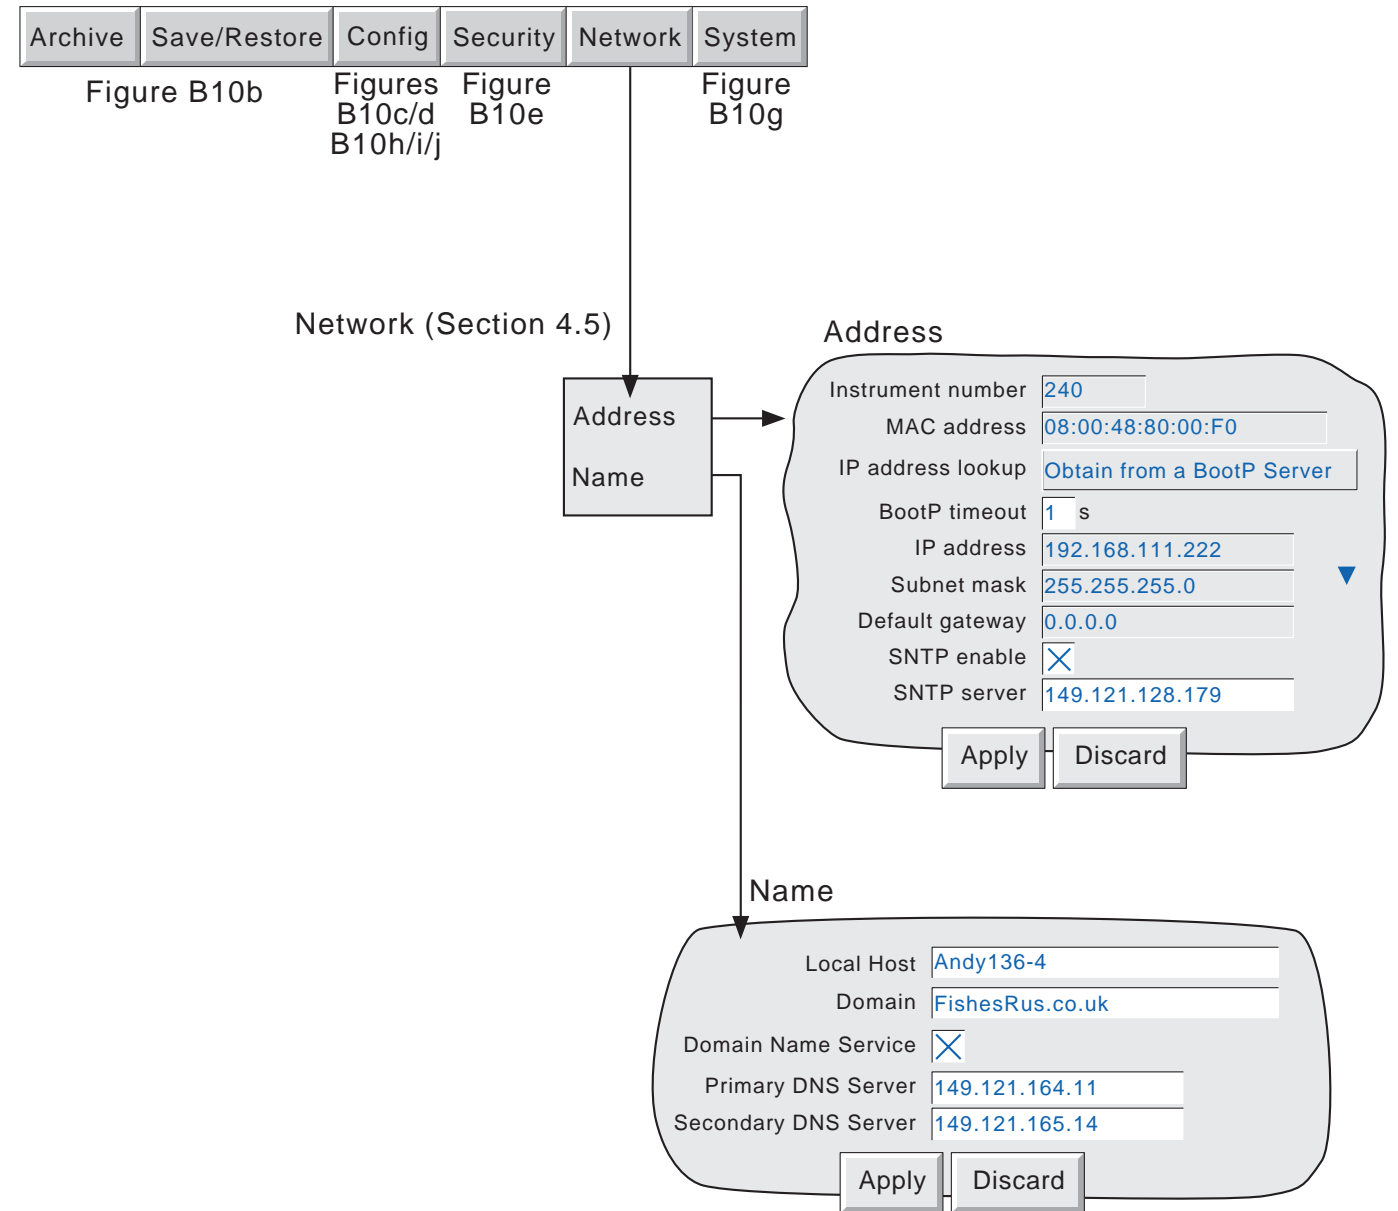 Archive Save/Restore Config Security Network System
Figure B10b
Figures
B10c/d
B10h/i/j
Figure
B10e
Figure
B10g
Network (Section 4.5)
Address
Name
Address
Instrument number 240
MAC address 08:00:48:80:00:F0
IP address lookup Obtain from a BootP Server
BootP timeout 1 s
IP address 192.168.111.222
Subnet mask 255.255.255.0
Default gateway 0.0.0.0
SNTP enable
SNTP server 149.121.128.179
Apply Discard
Name
Local Host Andy136-4
Domain FishesRus.co.uk
Domain Name Service
Primary DNS Server 149.121.164.11
Secondary DNS Server 149.121.165.14
Apply Discard